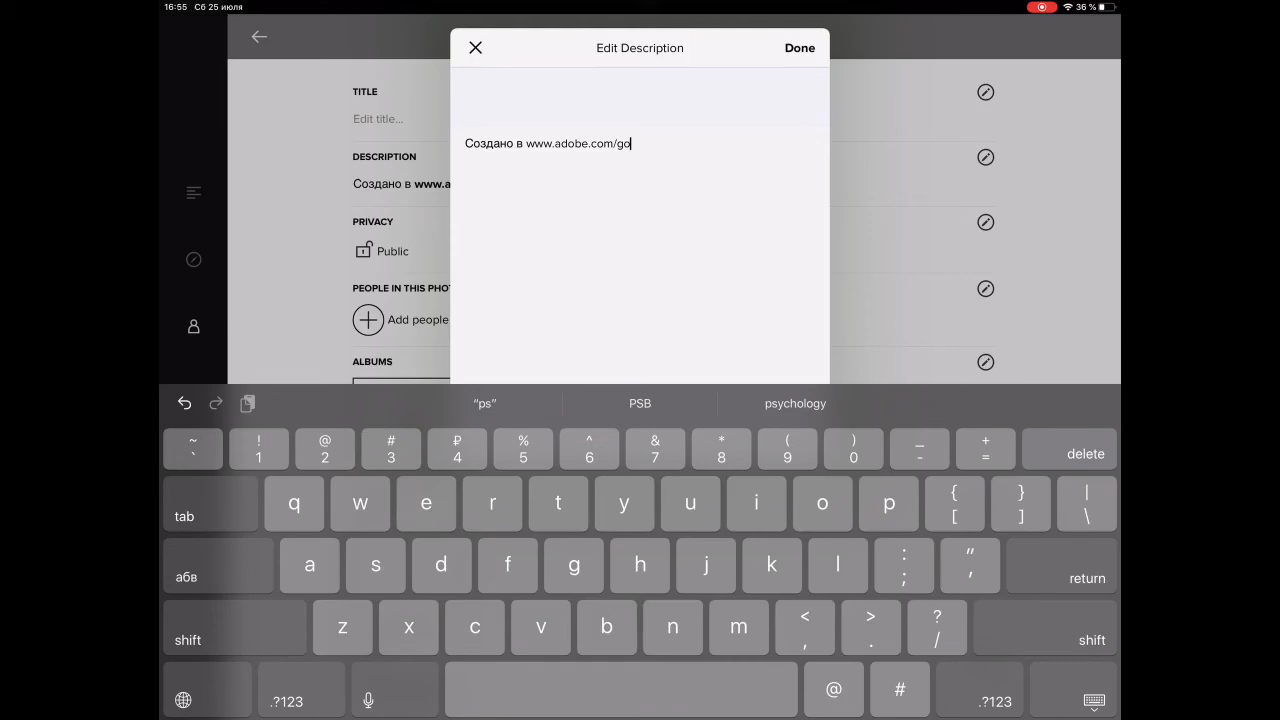 16:55 Сб 25 июля
36 %
Edit Description
Done
TITLE
Edit title...
DESCRIPTION
Создано в www.a
Создано в www.adobe.com/go
PRIVACY
Public
PEOPLE IN THIS PHO
Add people
ALBUMS
"ps"
PSB
psychology
~ ! @ # ₽ % ^ & * ( ) _ +
` 1 2 3 4 5 6 7 8 9 0 - = delete
tab q w e r t y u i o p { [ } ] | \
абв a s d f g h j k l : ; " ' return
shift z x c v b n m < , > . ? / shift
.?123 @ # .?123